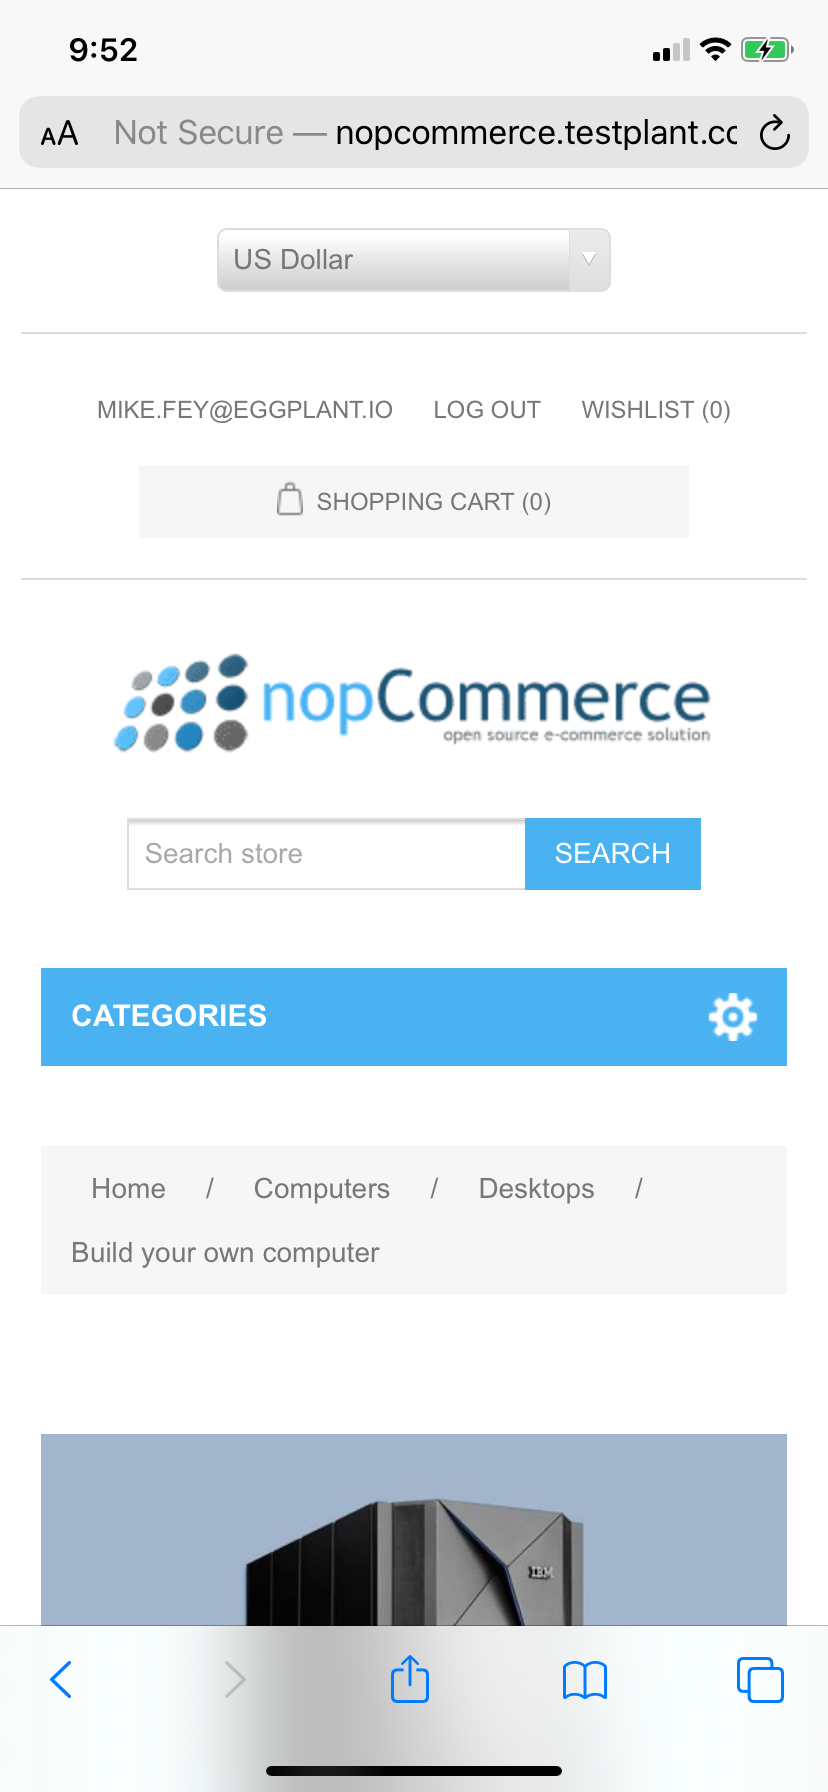 9:52
AA Not Secure — nopcommerce.testplant.cc
US Dollar
MIKE.FEY@EGGPLANT.IO LOG OUT WISHLIST (0)
SHOPPING CART (0)
nopCommerce
open source e-commerce solution
Search store SEARCH
CATEGORIES
Home / Computers / Desktops /
Build your own computer
IBM